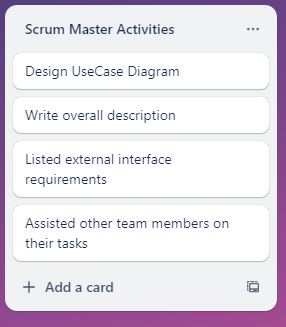 Scrum Master Activities
Design UseCase Diagram
Write overall description
Listed external interface
requirements
Assisted other team members on
their tasks
Add a card